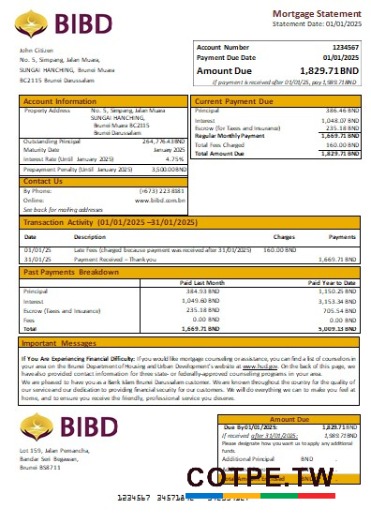 BIBD
Mortgage Statement
Statement Date: 01/01/2025
John Citizen
No. 5, Simpang, Jalan Muara,
SUNGAI HANCHING, Brunei Muara
BC2115 Brunei Darussalam
Account Number 1234567
Payment Due Date 01/01/2025
Amount Due 1,829.71BND
If payment is received after 01/01/25, pay 1,989.71BND
Account Information
Property Address No. 5, Simpang, Jalan Muara,
SUNGAI HANCHING,
Brunei Muara BC2115
Brunei Darussalam
Outstanding Principal 264,776.43BND
Maturity Date January 2025
Interest Rate (Until January 2025) 4.75%
Prepayment Penalty (Until January 2025) 3,500.00BND
Contact Us
By Phone: (+673) 223 8181
Online: www.bibd.com.bn
See back for mailing addresses
Current Payment Due
Principal 386.46 BND
Interest 1,048.07BND
Escrow (for Taxes and Insurance) 235.18 BND
Regular Monthly Payment 1,669.71BND
Total Fees Charged 160.00 BND
Total Amount Due 1,829.71BND
Transaction Activity (01/01/2025 –31/01/2025)
Date Description Charges Payments
01/01/25 Late Fees (charged because payment was received after 31/01/2025) 160.00 BND
31/01/25 Payment Received – Thank you 1,669.71 BND
Past Payments Breakdown
Paid Last Month Paid Year to Date
Principal 384.93 BND 1,150.25 BND
Interest 1,049.60 BND 3,153.34 BND
Escrow (Taxes and Insurance) 235.18 BND 705.54 BND
Fees 0.00 BND 0.00 BND
Total 1,669.71 BND 5,009.13 BND
Important Messages
If You Are Experiencing Financial Difficulty: If you would like mortgage counseling or assistance, you can find a list of counselors in
your area on the Brunei Department of Housing and Urban Development's website at www.hud.gov. On the back of this page, we
have also provided contact information for three state- or federally-approved counseling programs in your area.
We are pleased to have you as a Bank Islam Brunei Darussalam customer. We are known throughout the country for the quality of
our service and our dedication to providing financial security for our customers. We will do everything we can to make you feel at
home, and to ensure you receive the friendly, professional service you deserve.
BIBD
Lot 159, Jalan Pemancha,
Bandar Seri Begawan,
Brunei BS8711
Amount Due
Due By 01/01/2025: 1,829.71 BND
If received after 01/01/25: 1,989.71BND
Please designate how you want us to apply any additional
funds.
Additional Principal BND
COTPE.TW
1234567